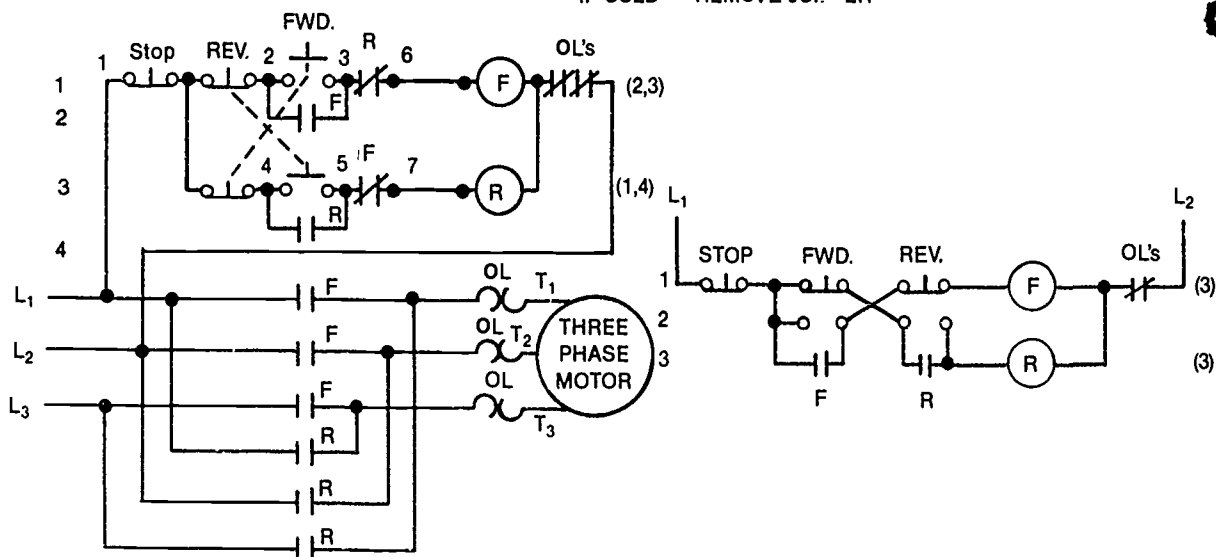 FWD.
1 Stop REV. 2 3 R 6 OL's
1 F (2,3)
2 F
3 4 5 F 7 R (1,4)
R
4
L1 F OL T1
L2 F OL T2 THREE PHASE MOTOR
L3 F OL T3
R
R
R
L1 L2
1 STOP FWD. REV. F OL's (3)
2
3 R (3)
F R